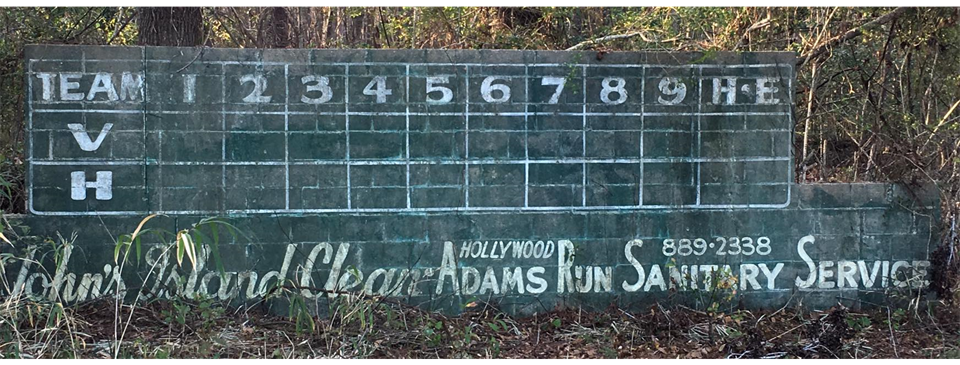 TEAM 1 2 3 4 5 6 7 8 9 H·E
V
H
John's Island Clean
HOLLYWOOD
ADAMS RUN
889·2338
SANITARY SERVICE